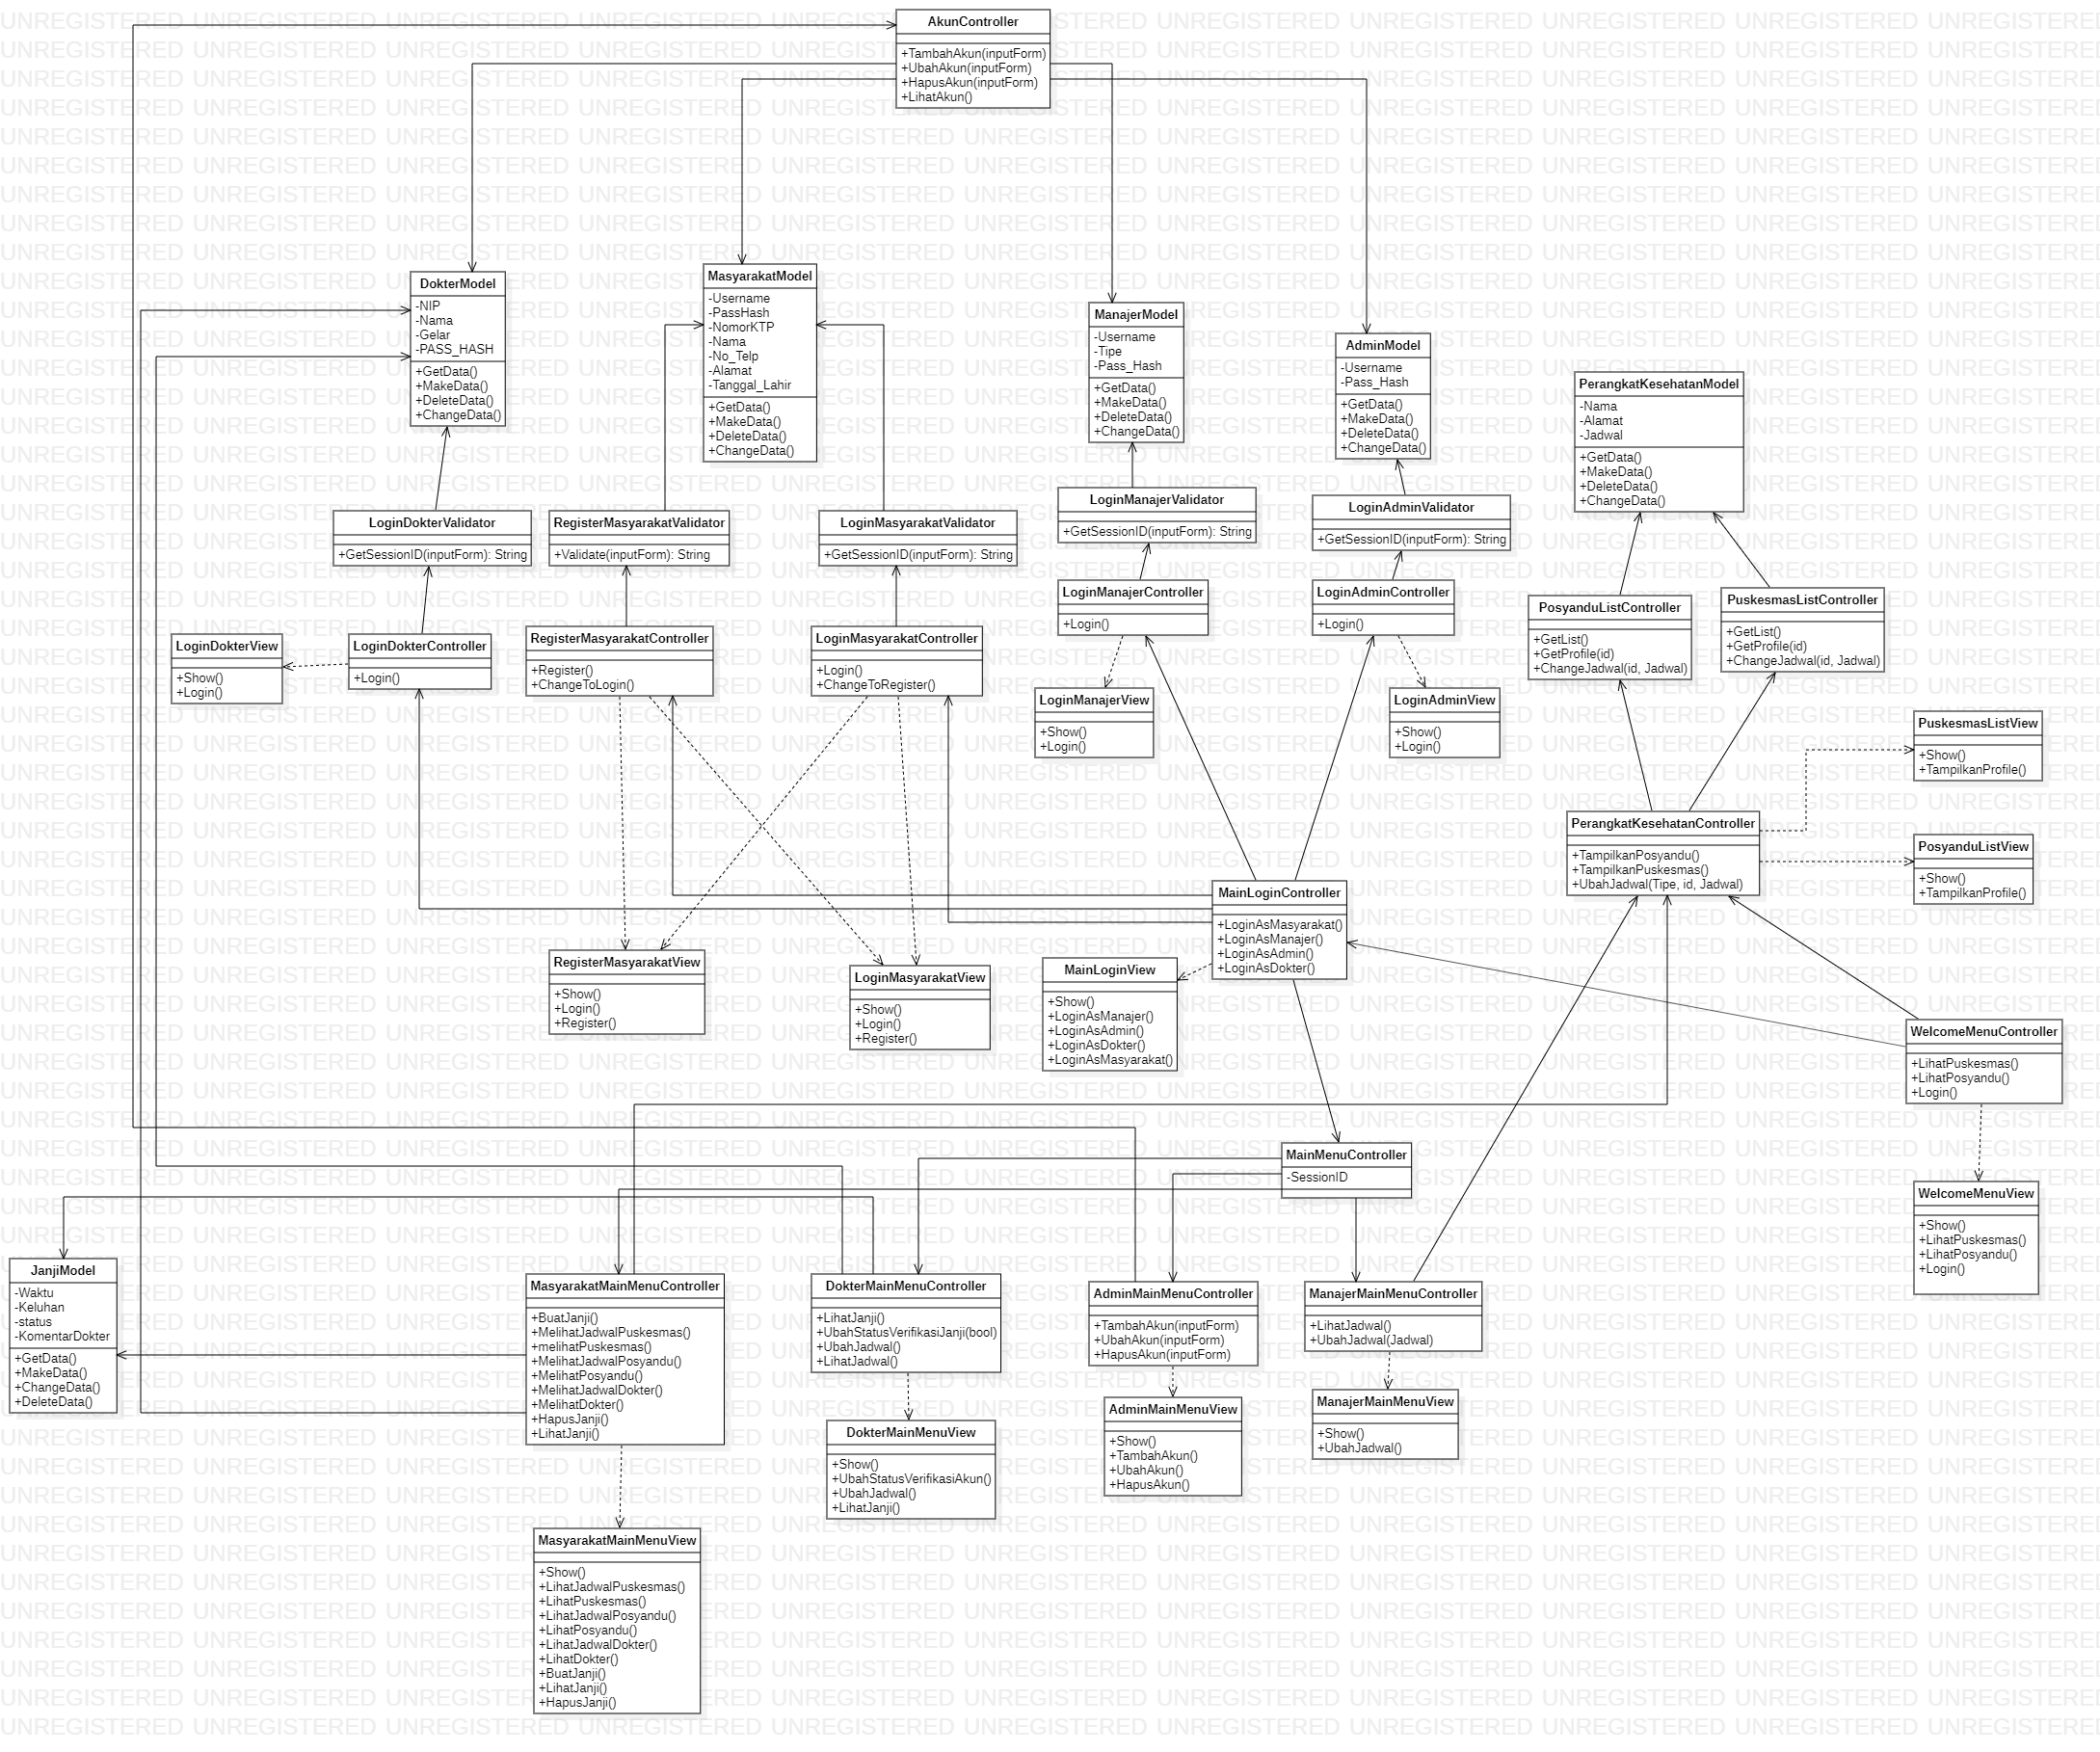 AkunController
+TambahAkun(inputForm)
+UbahAkun(inputForm)
+HapusAkun(inputForm)
+LihatAkun()
DokterModel
-NIP
-Nama
-Gelar
-PASS_HASH
+GetData()
+MakeData()
+DeleteData()
+ChangeData()
MasyarakatModel
-Username
-PassHash
-NomorKTP
-Nama
-No_Telp
-Alamat
-Tanggal_Lahir
+GetData()
+MakeData()
+DeleteData()
+ChangeData()
ManajerModel
-Username
-Tipe
-Pass_Hash
+GetData()
+MakeData()
+DeleteData()
+ChangeData()
AdminModel
-Username
-Pass_Hash
+GetData()
+MakeData()
+DeleteData()
+ChangeData()
PerangkatKesehatanModel
-Nama
-Alamat
-Jadwal
+GetData()
+MakeData()
+DeleteData()
+ChangeData()
LoginDokterValidator
+GetSessionID(inputForm): String
RegisterMasyarakatValidator
+Validate(inputForm): String
LoginMasyarakatValidator
+GetSessionID(inputForm): String
LoginManajerValidator
+GetSessionID(inputForm): String
LoginAdminValidator
+GetSessionID(inputForm): String
LoginDokterView
+Show()
+Login()
LoginDokterController
+Login()
RegisterMasyarakatController
+Register()
+ChangeToLogin()
LoginMasyarakatController
+Login()
+ChangeToRegister()
LoginManajerController
+Login()
LoginAdminController
+Login()
PosyanduListController
+GetList()
+GetProfile(id)
+ChangeJadwal(id, Jadwal)
PuskesmasListController
+GetList()
+GetProfile(id)
+ChangeJadwal(id, Jadwal)
LoginManajerView
+Show()
+Login()
LoginAdminView
+Show()
+Login()
PuskesmasListView
+Show()
+TampilkanProfile()
PerangkatKesehatanController
+TampilkanPosyandu()
+TampilkanPuskesmas()
+UbahJadwal(Tipe, id, Jadwal)
PosyanduListView
+Show()
+TampilkanProfile()
MainLoginController
+LoginAsMasyarakat()
+LoginAsManajer()
+LoginAsAdmin()
+LoginAsDokter()
RegisterMasyarakatView
+Show()
+Login()
+Register()
LoginMasyarakatView
+Show()
+Login()
+Register()
MainLoginView
+Show()
+LoginAsManajer()
+LoginAsAdmin()
+LoginAsDokter()
+LoginAsMasyarakat()
WelcomeMenuController
+LihatPuskesmas()
+LihatPosyandu()
+Login()
MainMenuController
-SessionID
WelcomeMenuView
+Show()
+LihatPuskesmas()
+LihatPosyandu()
+Login()
JanjiModel
-Waktu
-Keluhan
-status
-KomentarDokter
+GetData()
+MakeData()
+ChangeData()
+DeleteData()
MasyarakatMainMenuController
+BuatJanji()
+MelihatJadwalPuskesmas()
+melihatPuskesmas()
+MelihatJadwalPosyandu()
+MelihatPosyandu()
+MelihatJadwalDokter()
+MelihatDokter()
+HapusJanji()
+LihatJanji()
DokterMainMenuController
+LihatJanji()
+UbahStatusVerifikasiJanji(bool)
+UbahJadwal()
+LihatJadwal()
AdminMainMenuController
+TambahAkun(inputForm)
+UbahAkun(inputForm)
+HapusAkun(inputForm)
ManajerMainMenuController
+LihatJadwal()
+UbahJadwal(Jadwal)
DokterMainMenuView
+Show()
+UbahStatusVerifikasiAkun()
+UbahJadwal()
+LihatJanji()
AdminMainMenuView
+Show()
+TambahAkun()
+UbahAkun()
+HapusAkun()
ManajerMainMenuView
+Show()
+UbahJadwal()
MasyarakatMainMenuView
+Show()
+LihatJadwalPuskesmas()
+LihatPuskesmas()
+LihatJadwalPosyandu()
+LihatPosyandu()
+LihatJadwalDokter()
+LihatDokter()
+BuatJanji()
+LihatJanji()
+HapusJanji()
UNREGISTERED